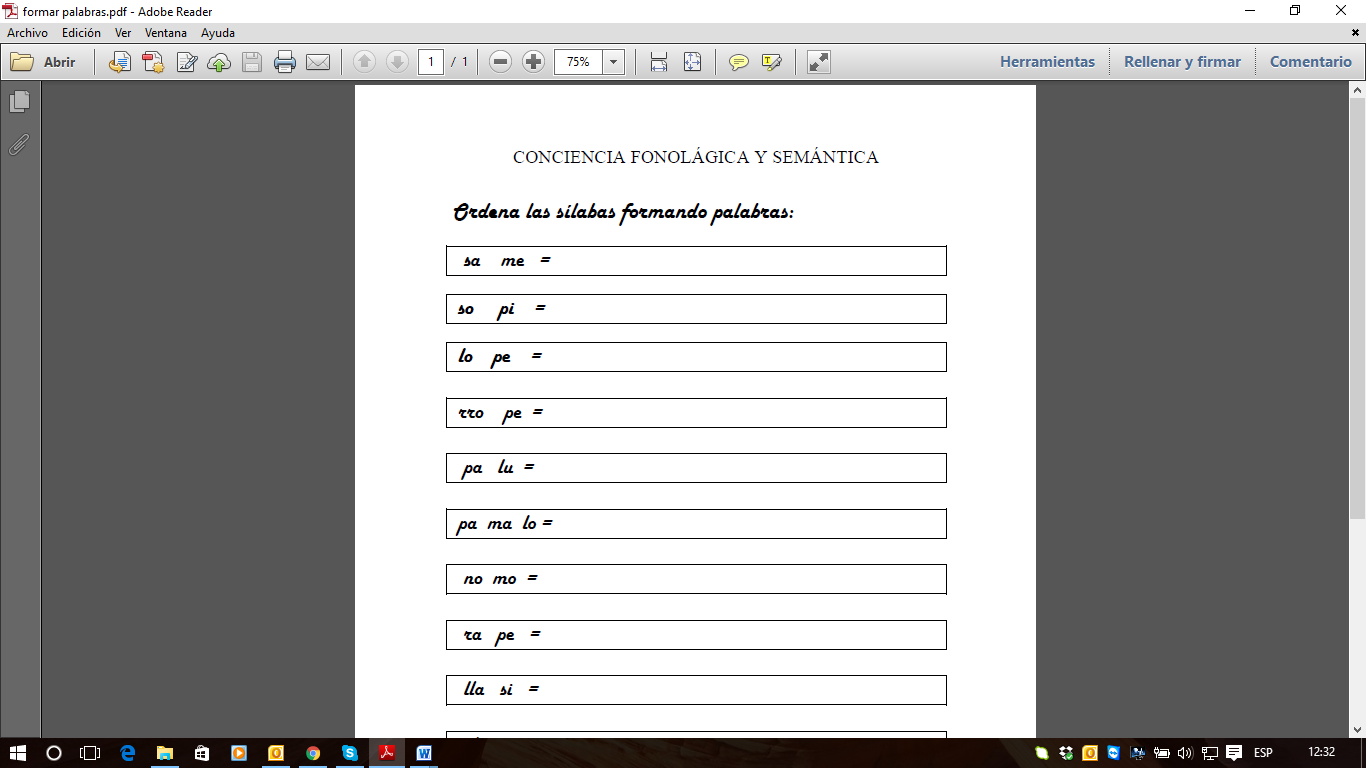 formar palabras.pdf - Adobe Reader
Archivo Edición Ver Ventana Ayuda
Abrir 1 / 1 75% Herramientas Rellenar y firmar Comentario
CONCIENCIA FONOLÁGICA Y SEMÁNTICA
Ordena las sílabas formando palabras:
sa me =
so pi =
lo pe =
rro pe =
pa lu =
pa ma lo =
no mo =
ra pe =
lla si =
ESP 12:32